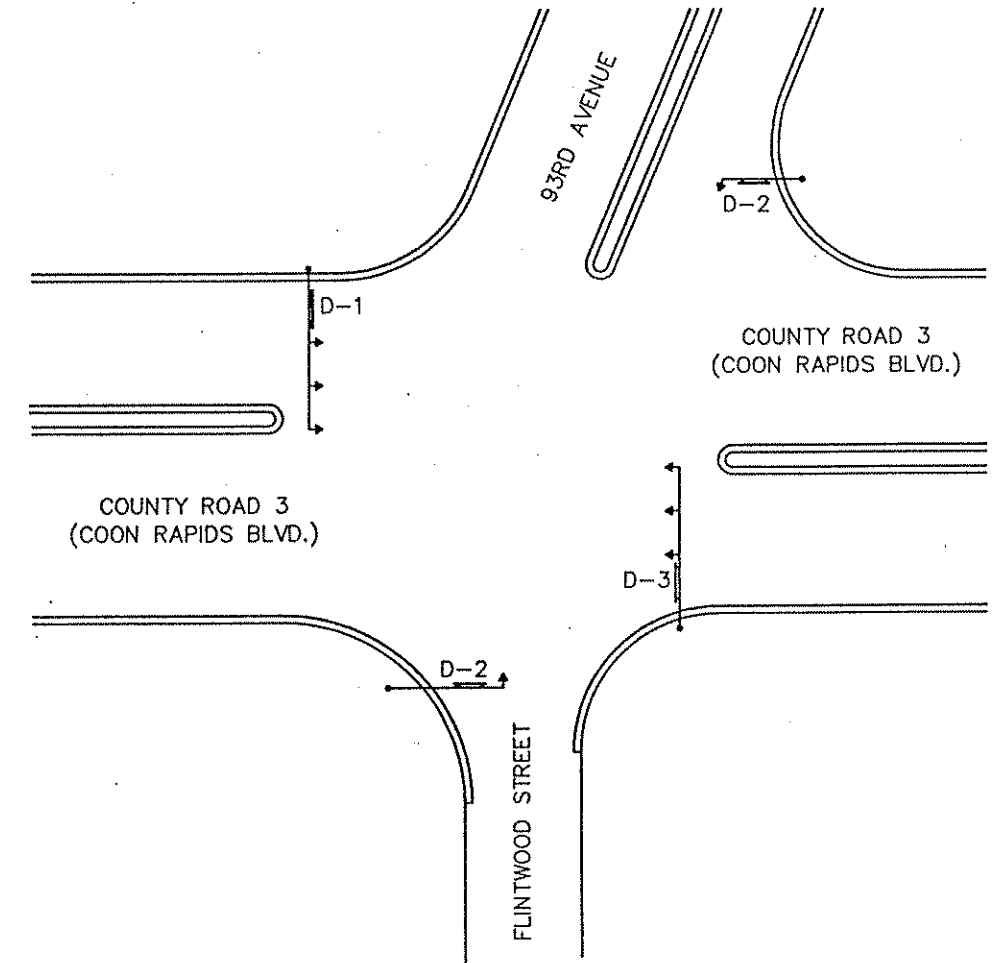 93RD AVENUE
D-2
D-1
COUNTY ROAD 3
(COON RAPIDS BLVD.)
COUNTY ROAD 3
(COON RAPIDS BLVD.)
D-3
D-2
FLINTWOOD STREET